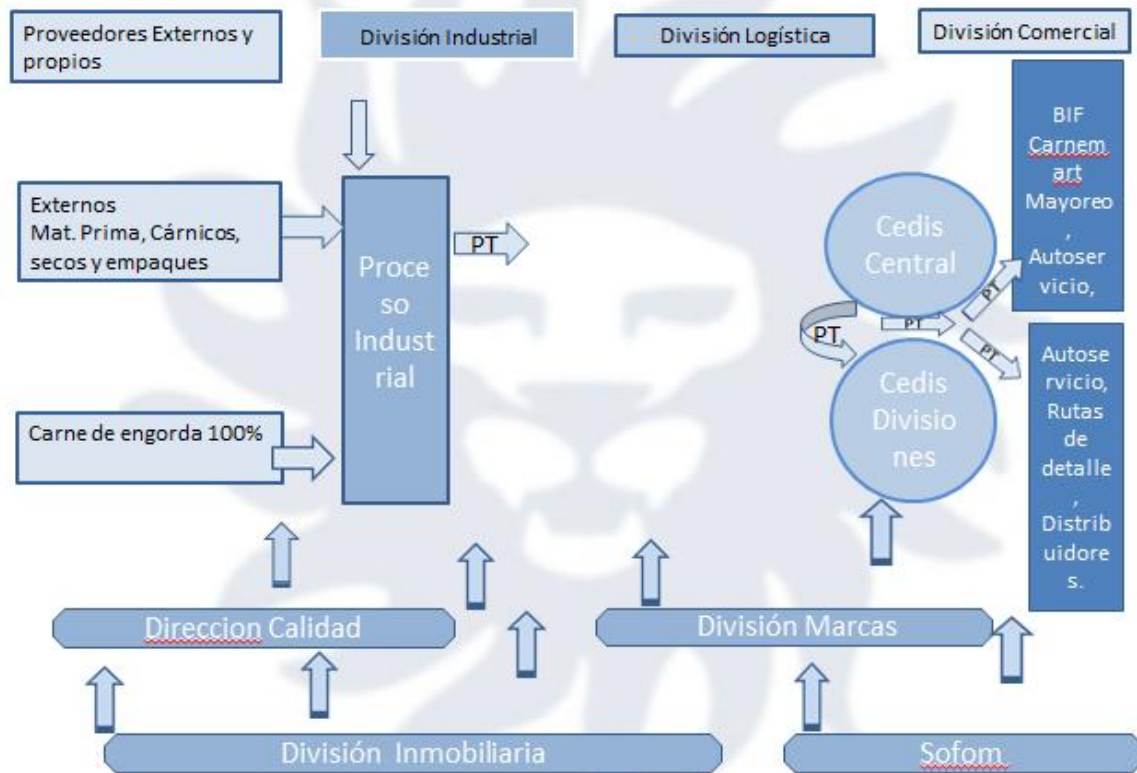 Proveedores Externos y
propios
División Industrial
División Logística
División Comercial
BIF
Carnem
art
Mayoreo
,
Autoser
vicio,
Externos
Mat. Prima, Cárnicos,
secos y empaques
Proce
so
Indust
rial
PT
Cedis
Central
PT
PT
PT
PT
Cedis
Divisio
nes
Autose
rvicio,
Rutas
de
detalle
,
Distrib
uidore
s.
Carne de engorda 100%
Direccion Calidad
División Marcas
División Inmobiliaria
Sofom